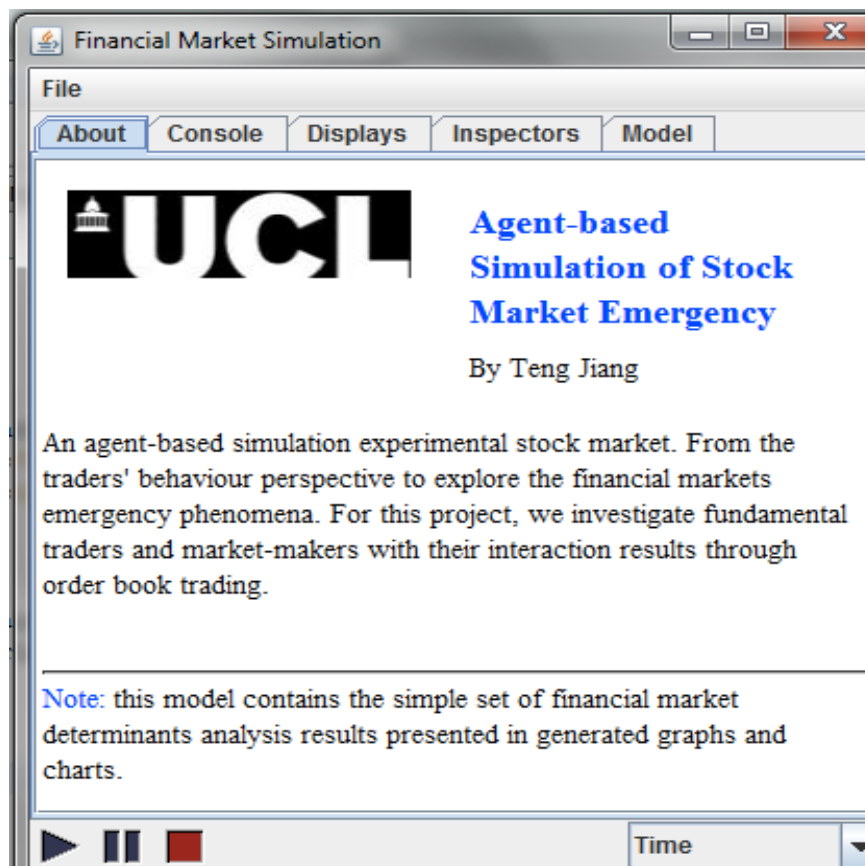 Financial Market Simulation
File
About Console Displays Inspectors Model
UCL
Agent-based
Simulation of Stock
Market Emergency
By Teng Jiang
An agent-based simulation experimental stock market. From the
traders' behaviour perspective to explore the financial markets
emergency phenomena. For this project, we investigate fundamental
traders and market-makers with their interaction results through
order book trading.
Note: this model contains the simple set of financial market
determinants analysis results presented in generated graphs and
charts.
Time